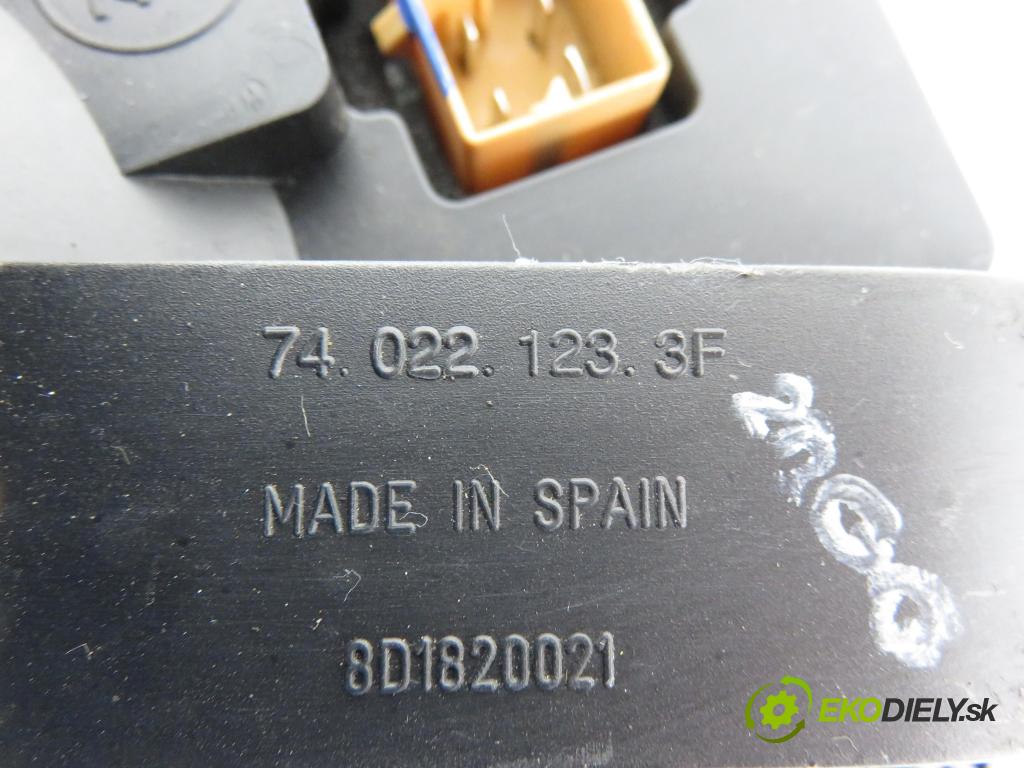 74. 022. 123. 3F
MADE IN SPAIN
8D1820021
EKODIELY.sk